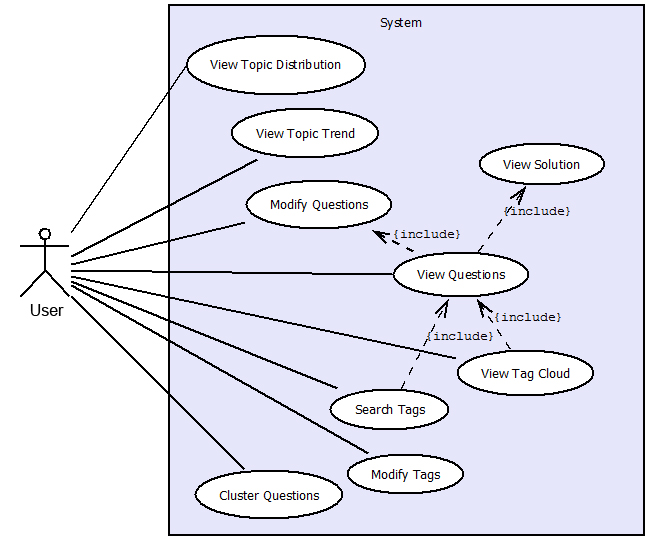 System
View Topic Distribution
View Topic Trend
View Solution
Modify Questions
{include}
{include}
View Questions
User
{include}
{include}
View Tag Cloud
Search Tags
Modify Tags
Cluster Questions